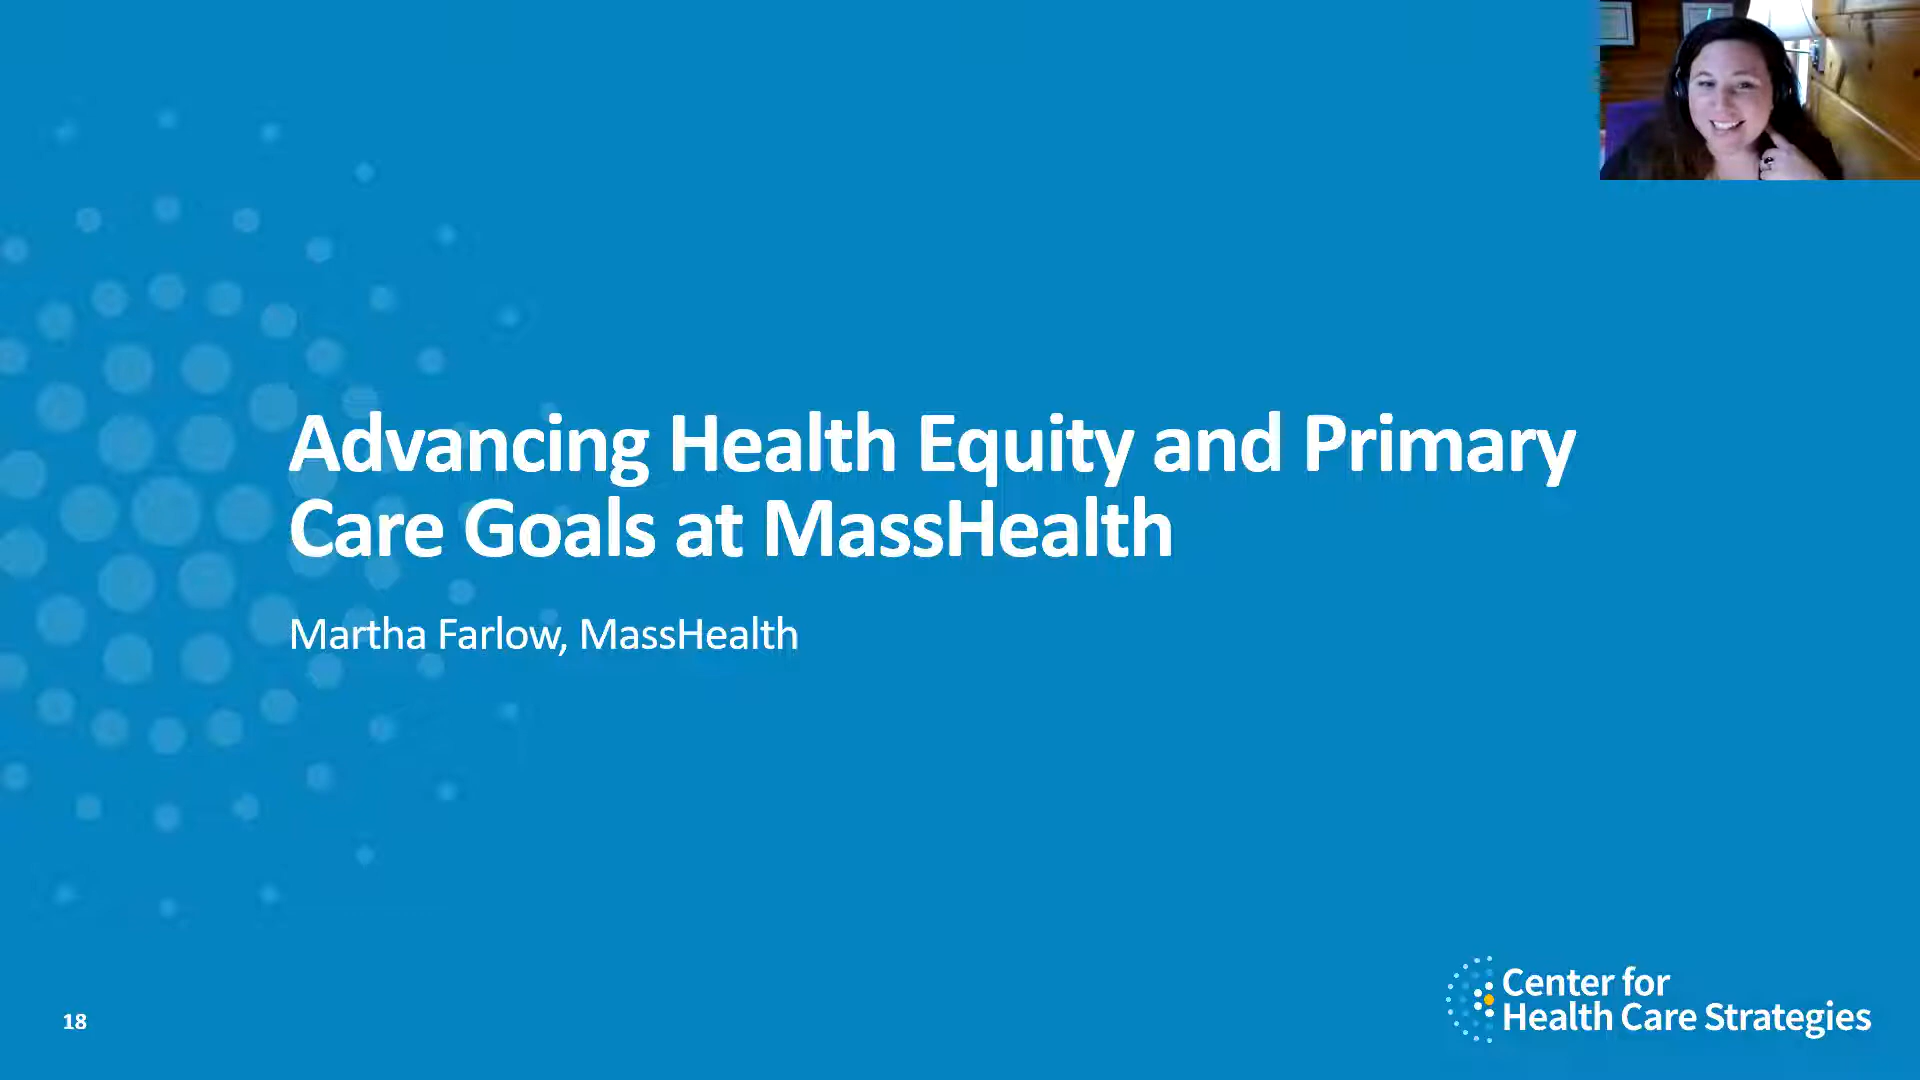 Advancing Health Equity and Primary
Care Goals at MassHealth
Martha Farlow, MassHealth
18
Center for
Health Care Strategies